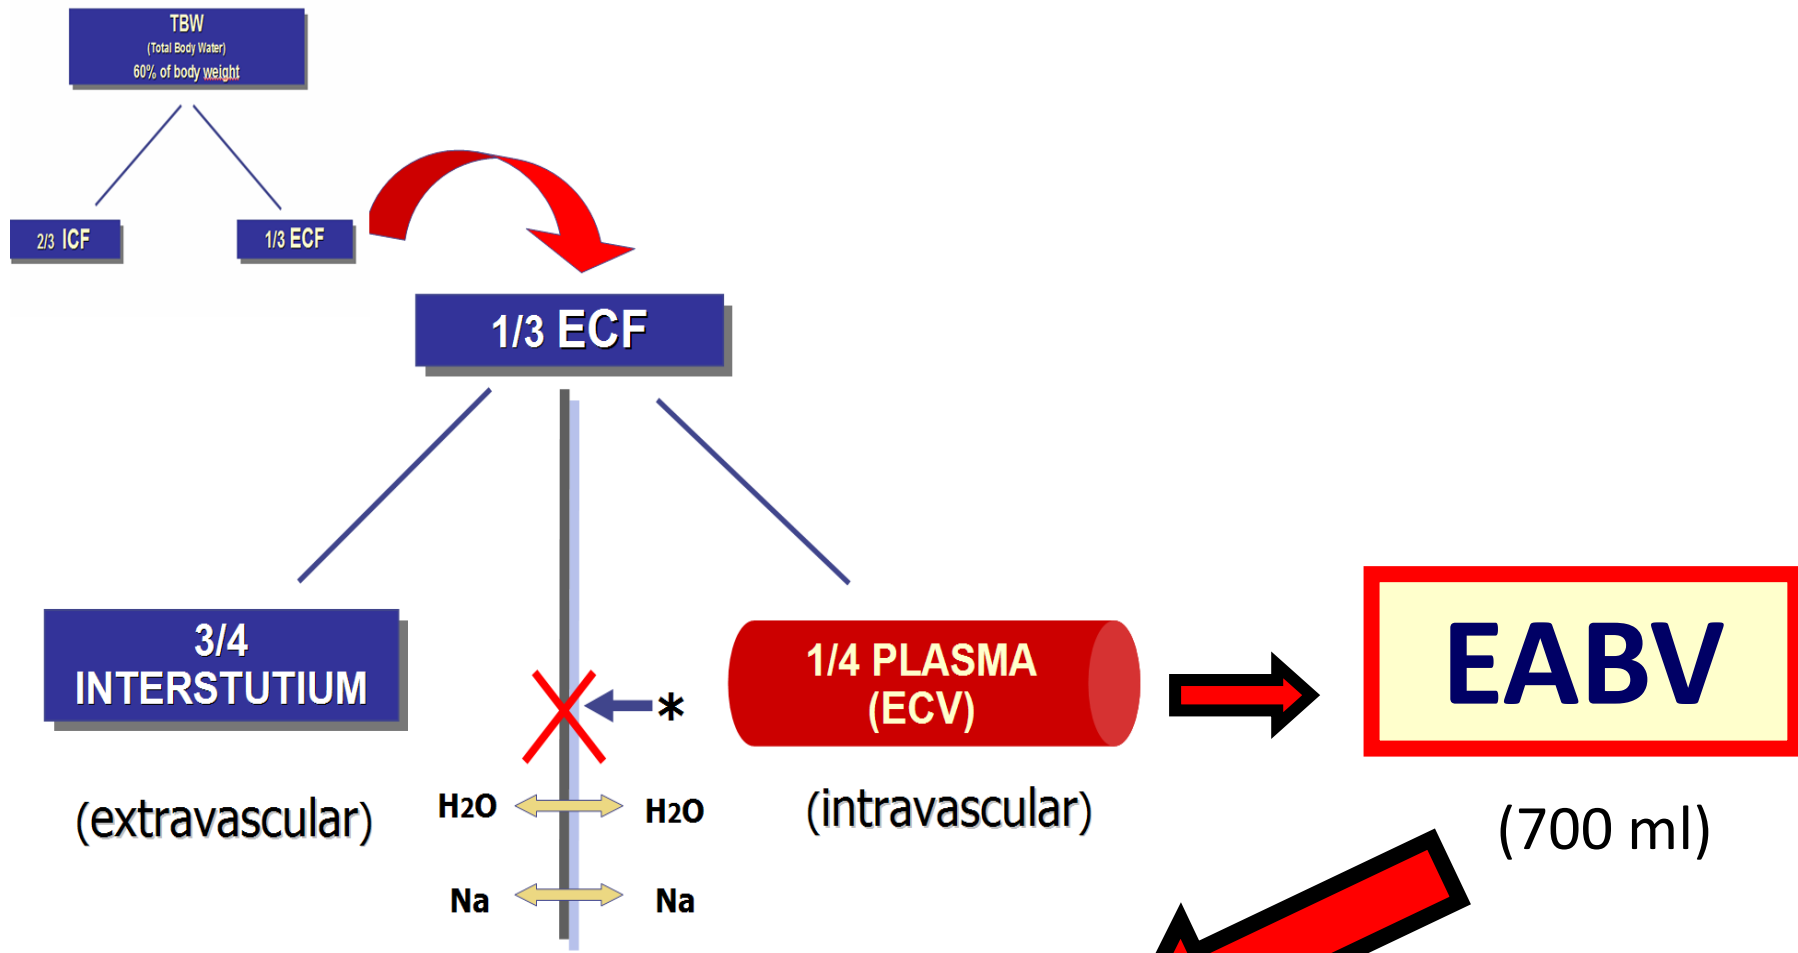 TBW
(Total Body Water)
60% of body weight
2/3 ICF
1/3 ECF
1/3 ECF
3/4
INTERSTUTIUM
(extravascular)
*
H2O
H2O
Na
Na
1/4 PLASMA
(ECV)
(intravascular)
EABV
(700 ml)